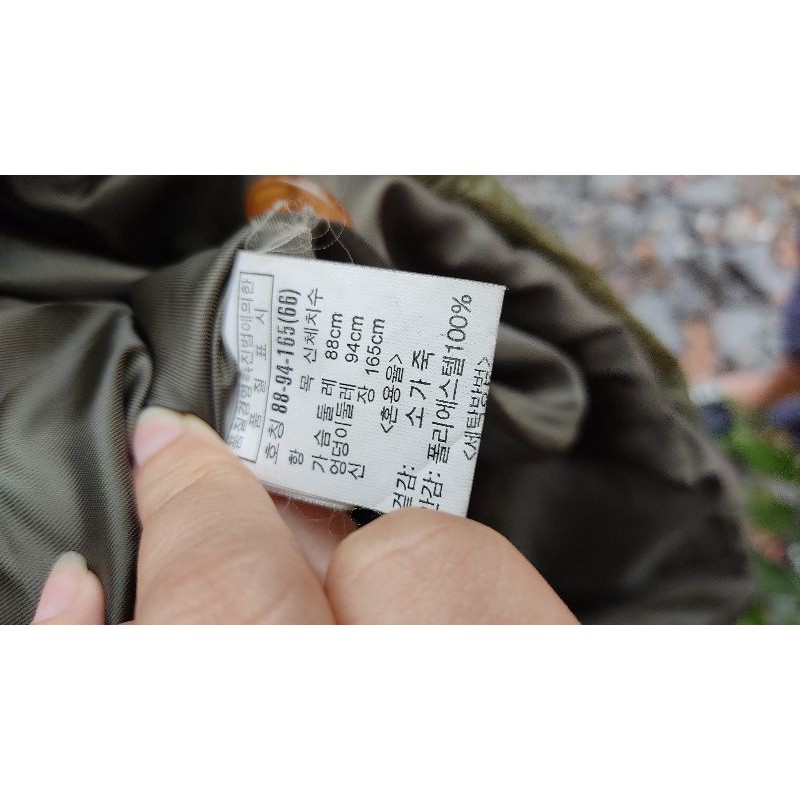 품질경영촉진법에의한
품 질 표 시
호칭 88-94-165(66)
항 목 신체치수
가 슴 둘 레 88cm
엉덩이둘레 94cm
신 장 165cm
<혼용율>
겉감: 소 가 죽
안감: 폴리에스텔100%
<세탁방법>